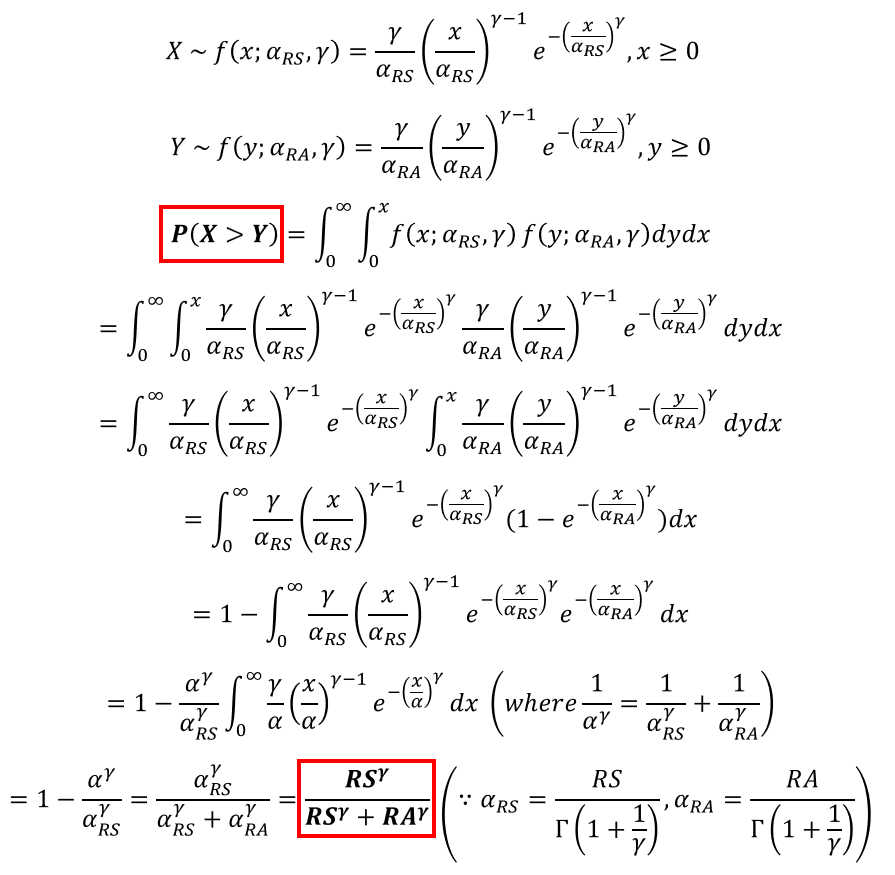 X ~ f(x; α_RS, γ) = γ/α_RS (x/α_RS)^(γ−1) e^(−(x/α_RS)^γ), x ≥ 0
Y ~ f(y; α_RA, γ) = γ/α_RA (y/α_RA)^(γ−1) e^(−(y/α_RA)^γ), y ≥ 0
P(X > Y) = ∫_0^∞ ∫_0^x f(x; α_RS, γ) f(y; α_RA, γ)dydx
= ∫_0^∞ ∫_0^x γ/α_RS (x/α_RS)^(γ−1) e^(−(x/α_RS)^γ) γ/α_RA (y/α_RA)^(γ−1) e^(−(y/α_RA)^γ) dydx
= ∫_0^∞ γ/α_RS (x/α_RS)^(γ−1) e^(−(x/α_RS)^γ) ∫_0^x γ/α_RA (y/α_RA)^(γ−1) e^(−(y/α_RA)^γ) dydx
= ∫_0^∞ γ/α_RS (x/α_RS)^(γ−1) e^(−(x/α_RS)^γ) (1 − e^(−(x/α_RA)^γ))dx
= 1 − ∫_0^∞ γ/α_RS (x/α_RS)^(γ−1) e^(−(x/α_RS)^γ) e^(−(x/α_RA)^γ) dx
= 1 − α^γ/α_RS^γ ∫_0^∞ γ/α (x/α)^(γ−1) e^(−(x/α)^γ) dx (where 1/α^γ = 1/α_RS^γ + 1/α_RA^γ)
= 1 − α^γ/α_RS^γ = α_RS^γ/(α_RS^γ + α_RA^γ) = RS^γ/(RS^γ + RA^γ) (∵ α_RS = RS/Γ(1 + 1/γ), α_RA = RA/Γ(1 + 1/γ))